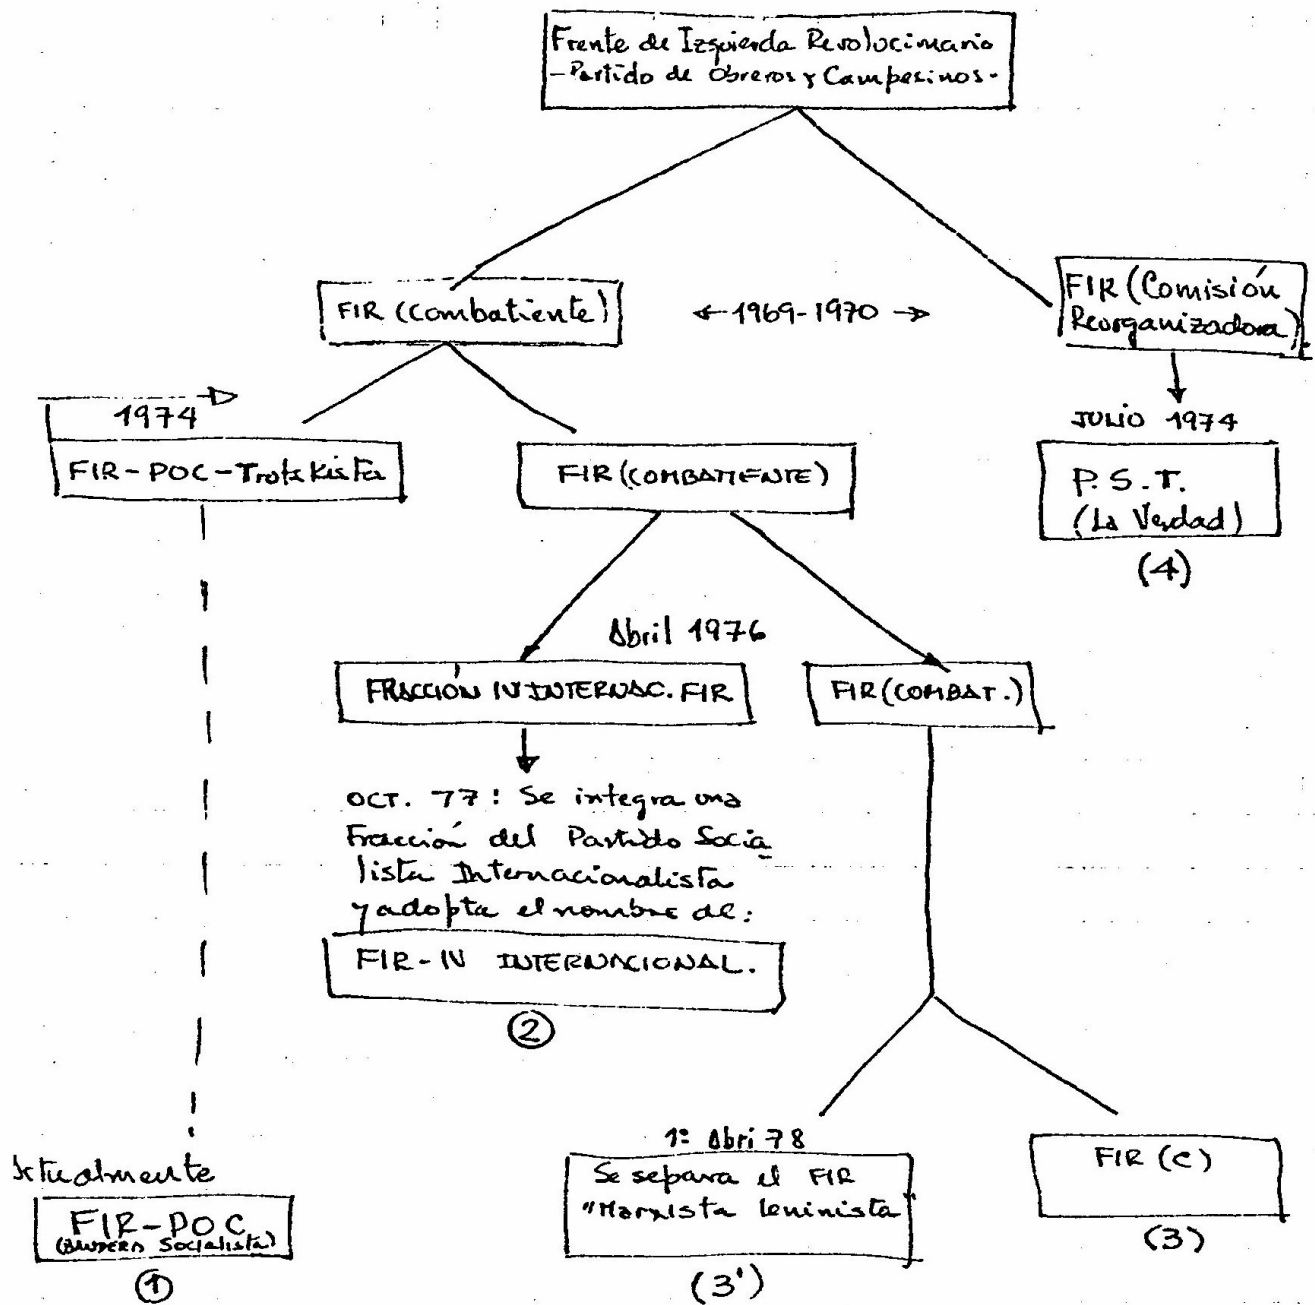 Frente de Izquierda Revolucionario
-Partido de Obreros y Campesinos-
FIR (Combatiente)
← 1969-1970 →
FIR (Comisión
Reorganizadora)
1974
FIR-POC-Trotskista
FIR (COMBATIENTE)
JULIO 1974
P.S.T.
(La Verdad)
(4)
Abril 1976
FRACCIÓN IV INTERNAC. FIR
FIR (COMBAT.)
OCT. 77: Se integra una
Fracción del Partido Socia
lista Internacionalista
y adopta el nombre de:
FIR-IV INTERNACIONAL.
2
1º Abri 78
Se separa el FIR
"Marxista leninista
(3')
FIR (C)
(3)
Actualmente
FIR-POC
(BANDERA Socialista)
1